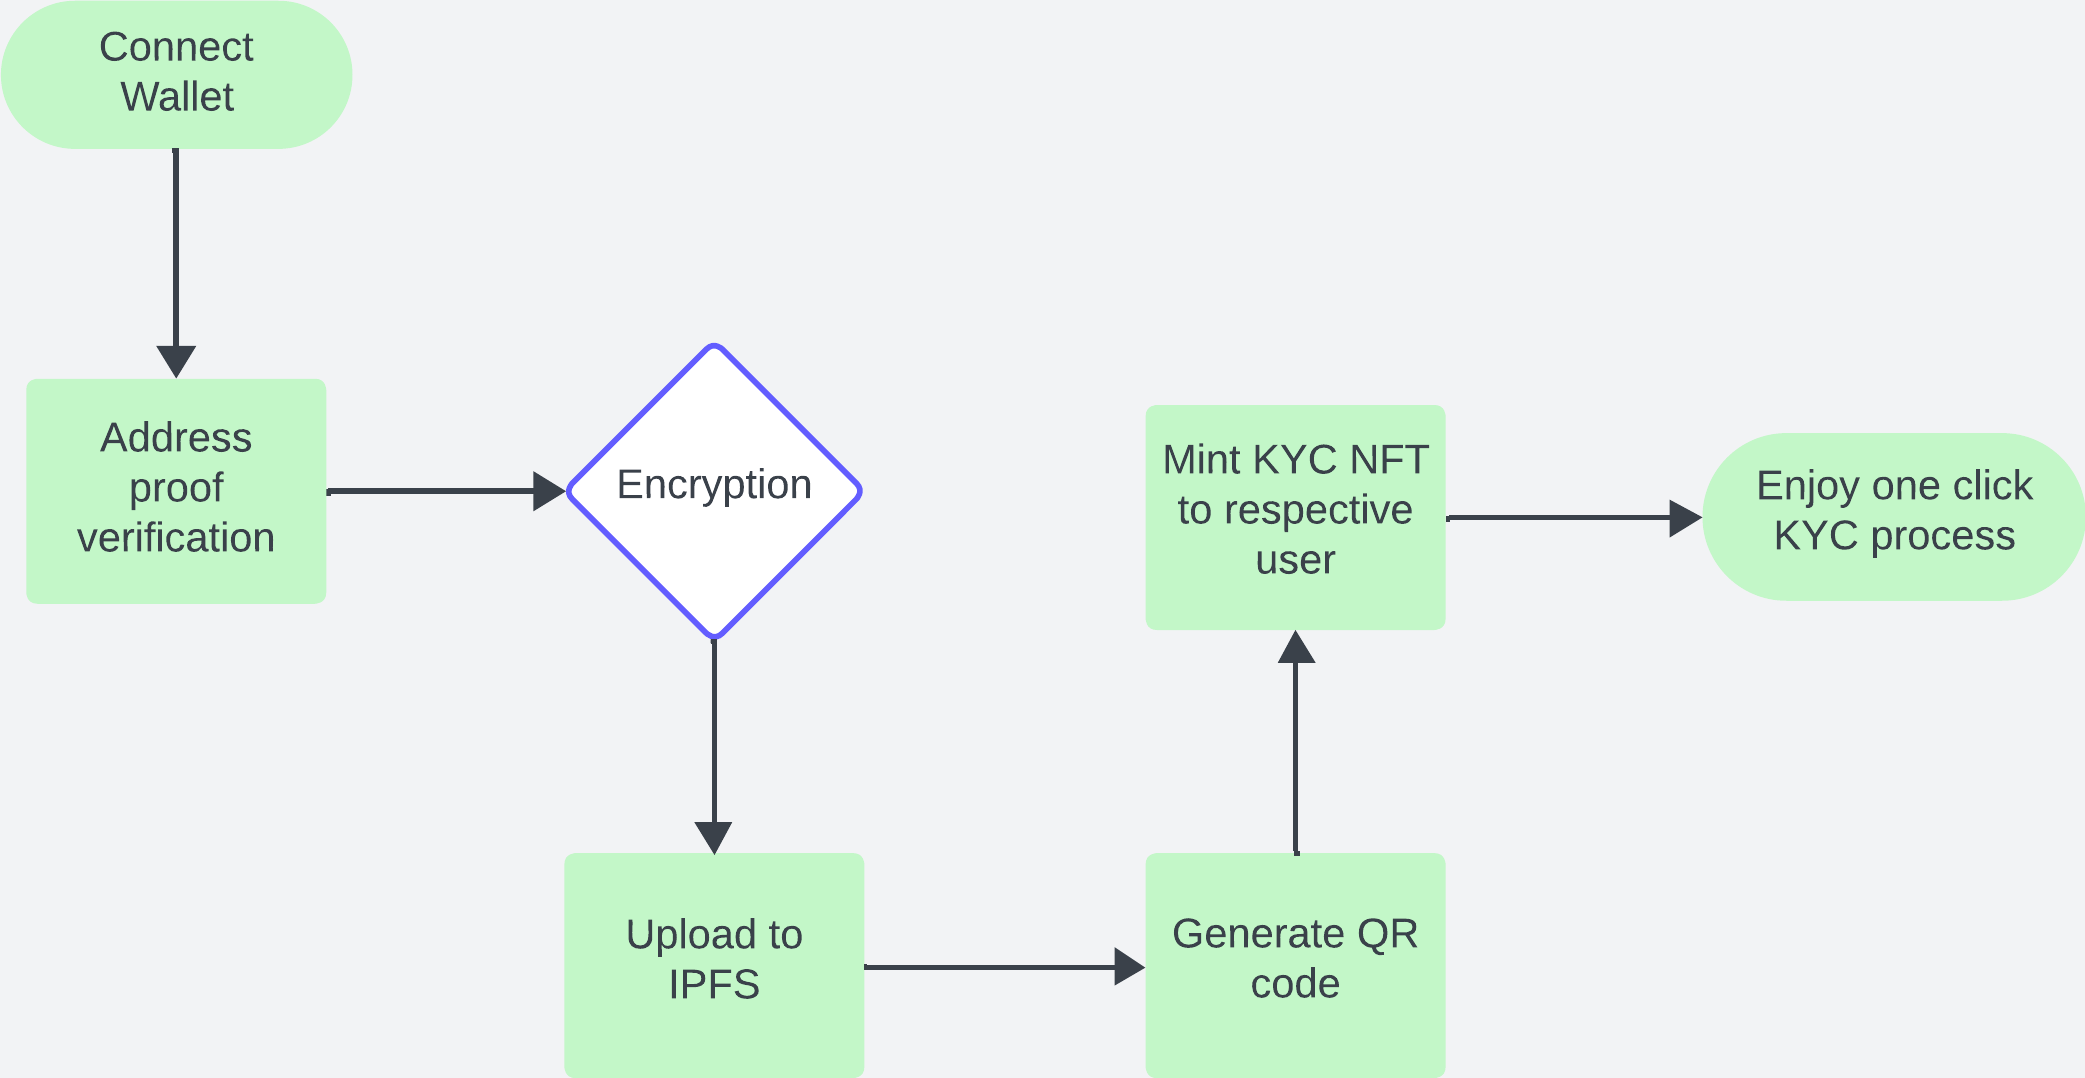 Connect
Wallet
Address
proof
verification
Encryption
Upload to
IPFS
Generate QR
code
Mint KYC NFT
to respective
user
Enjoy one click
KYC process